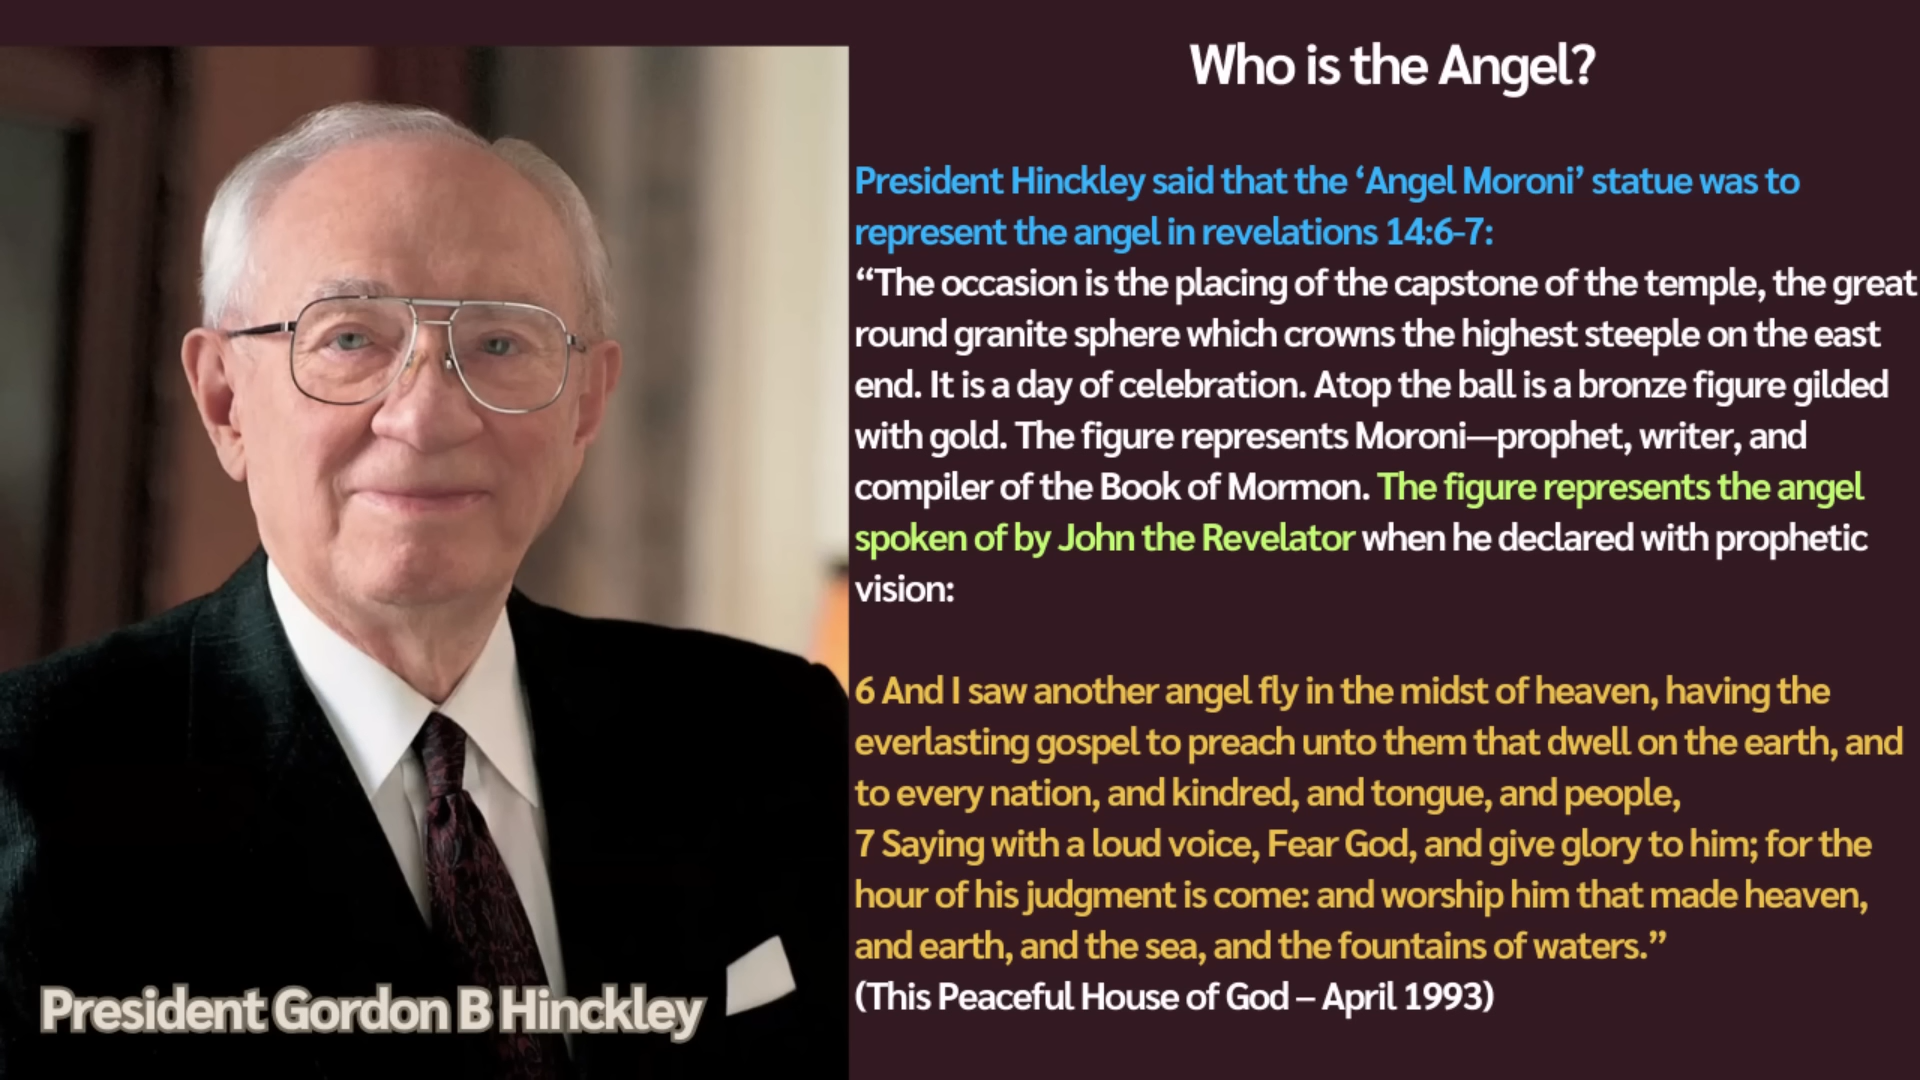 Who is the Angel?
President Hinckley said that the ‘Angel Moroni’ statue was to
represent the angel in revelations 14:6-7:
“The occasion is the placing of the capstone of the temple, the great
round granite sphere which crowns the highest steeple on the east
end. It is a day of celebration. Atop the ball is a bronze figure gilded
with gold. The figure represents Moroni—prophet, writer, and
compiler of the Book of Mormon. The figure represents the angel
spoken of by John the Revelator when he declared with prophetic
vision:
6 And I saw another angel fly in the midst of heaven, having the
everlasting gospel to preach unto them that dwell on the earth, and
to every nation, and kindred, and tongue, and people,
7 Saying with a loud voice, Fear God, and give glory to him; for the
hour of his judgment is come: and worship him that made heaven,
and earth, and the sea, and the fountains of waters.”
(This Peaceful House of God – April 1993)
President Gordon B Hinckley